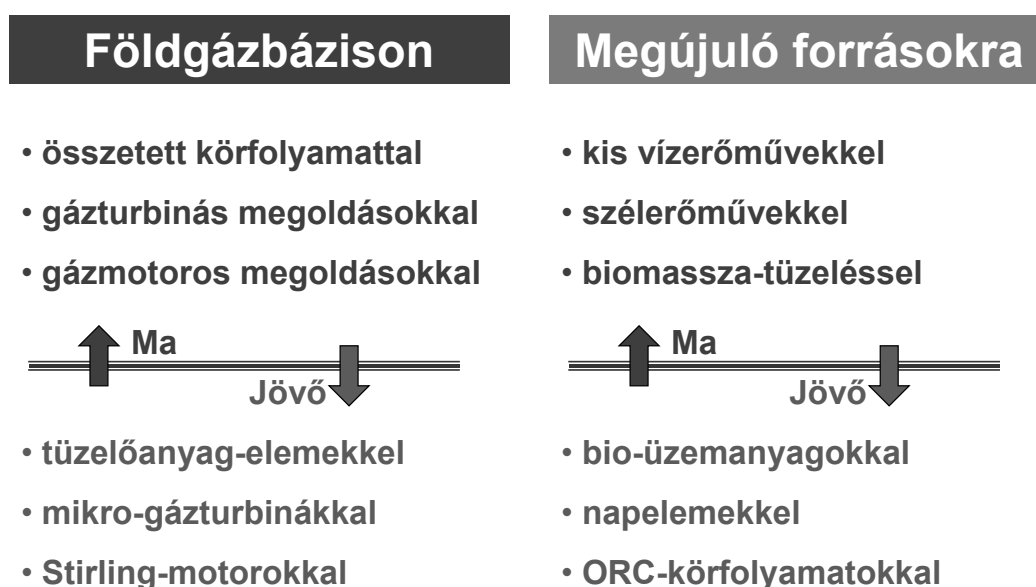 Földgázbázison
• összetett körfolyamattal
• gázturbinás megoldásokkal
• gázmotoros megoldásokkal
Ma
Jövő
• tüzelőanyag-elemekkel
• mikro-gázturbinákkal
• Stirling-motorokkal
Megújuló forrásokra
• kis vízerőművekkel
• szélerőművekkel
• biomassza-tüzeléssel
Ma
Jövő
• bio-üzemanyagokkal
• napelemekkel
• ORC-körfolyamatokkal